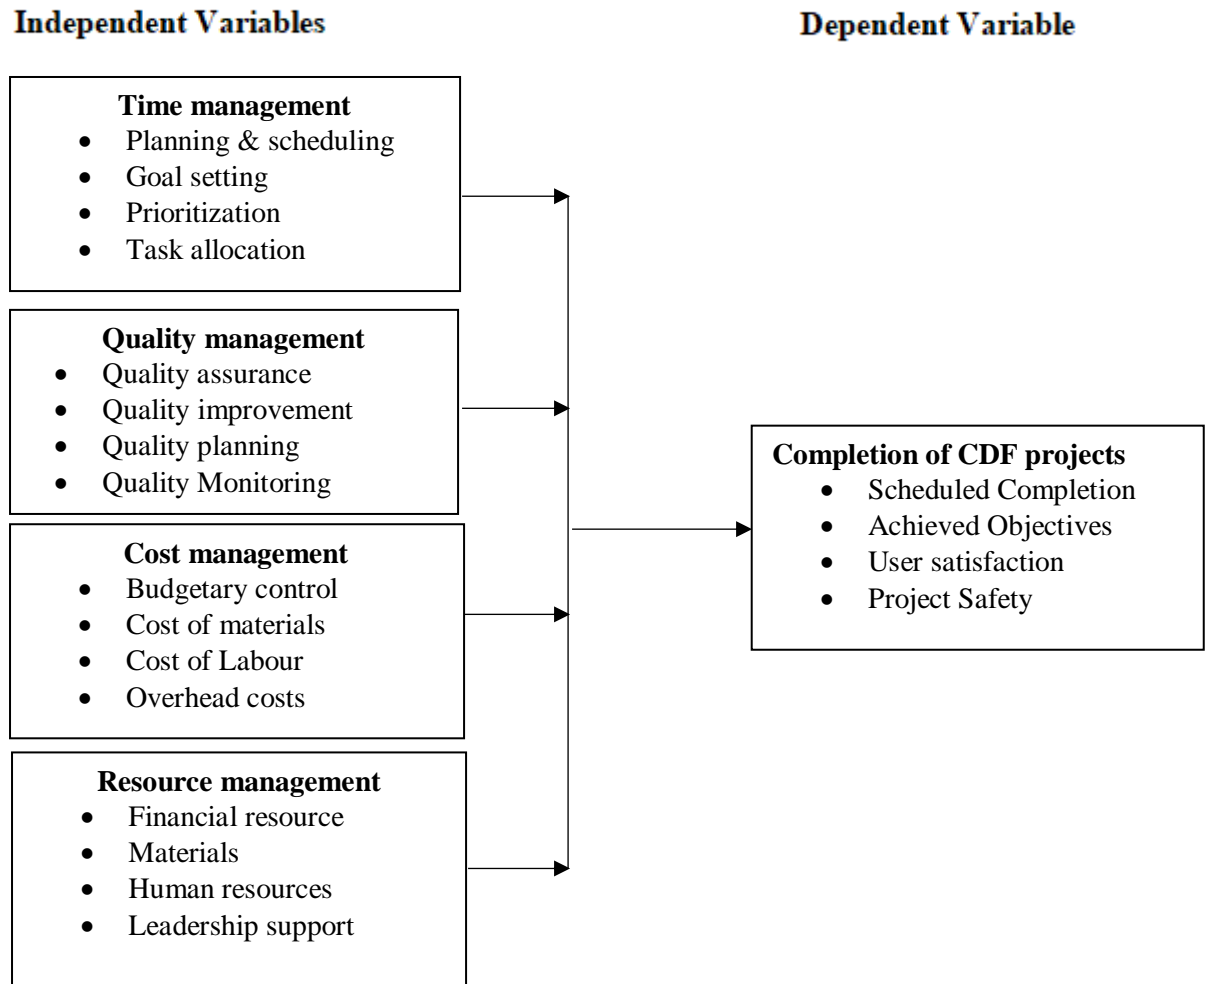 Independent Variables
Dependent Variable
Time management
• Planning & scheduling
• Goal setting
• Prioritization
• Task allocation
Quality management
• Quality assurance
• Quality improvement
• Quality planning
• Quality Monitoring
Cost management
• Budgetary control
• Cost of materials
• Cost of Labour
• Overhead costs
Resource management
• Financial resource
• Materials
• Human resources
• Leadership support
Completion of CDF projects
• Scheduled Completion
• Achieved Objectives
• User satisfaction
• Project Safety